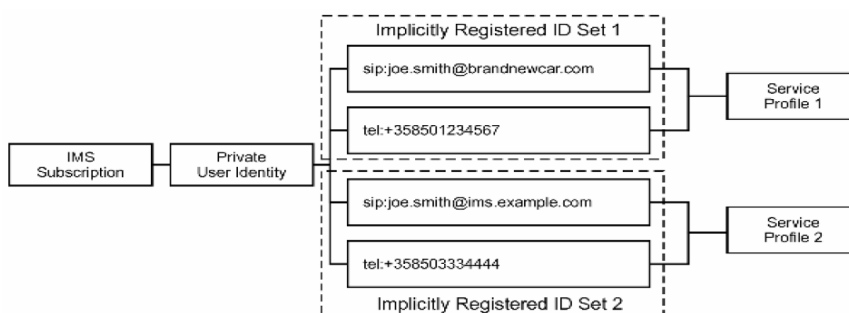 Implicitly Registered ID Set 1
sip:joe.smith@brandnewcar.com
tel:+358501234567
Service
Profile 1
IMS
Subscription
Private
User Identity
sip:joe.smith@ims.example.com
tel:+358503334444
Service
Profile 2
Implicitly Registered ID Set 2